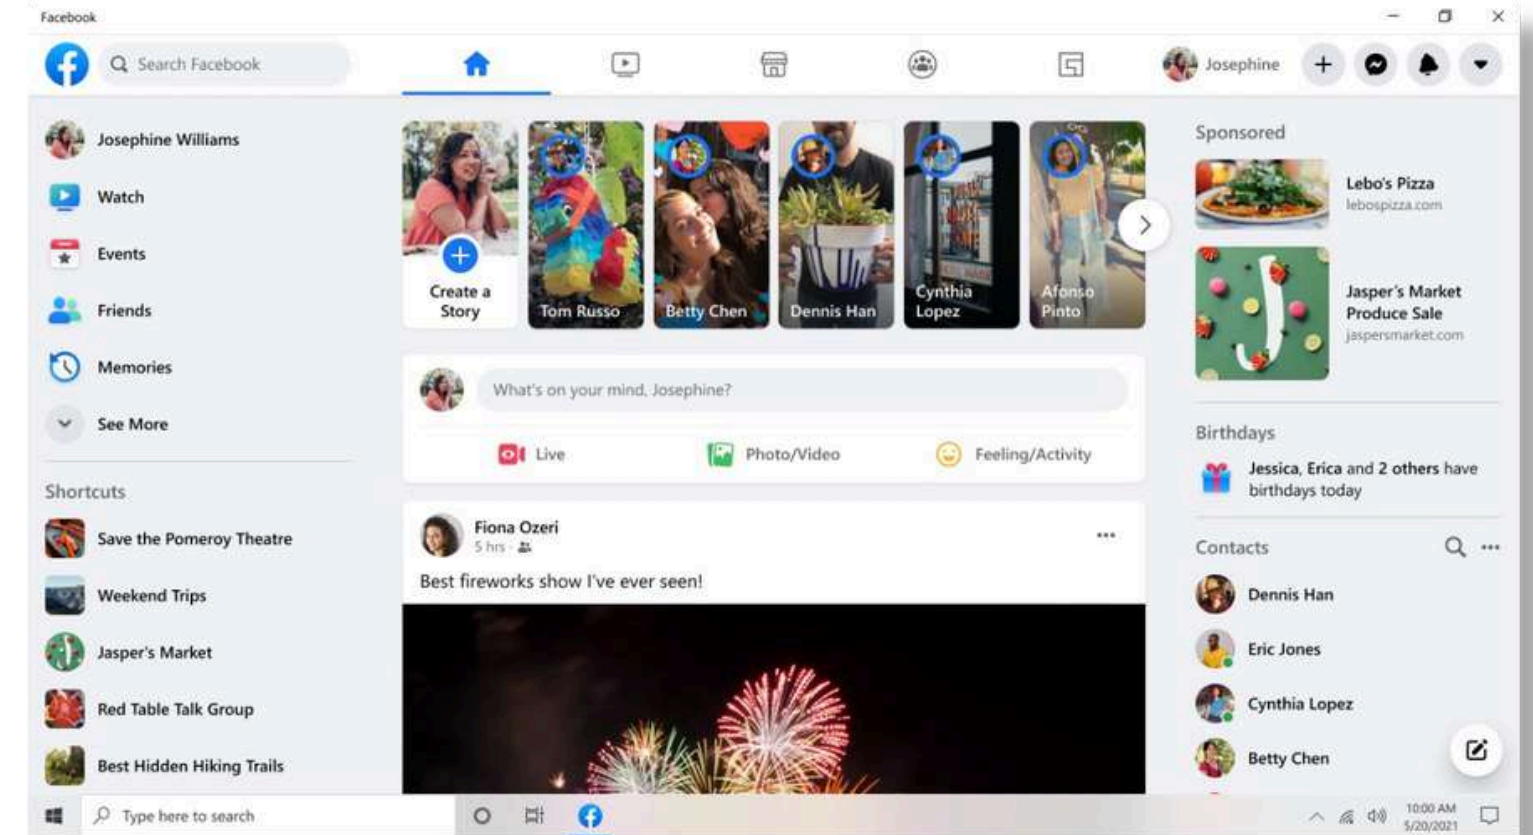 Facebook
Search Facebook
Josephine
Josephine Williams
Watch
Events
Friends
Memories
See More
Shortcuts
Save the Pomeroy Theatre
Weekend Trips
Jasper's Market
Red Table Talk Group
Best Hidden Hiking Trails
Create a
Story
Tom Russo
Betty Chen
Dennis Han
Cynthia
Lopez
Afonso
Pinto
What's on your mind, Josephine?
Live
Photo/Video
Feeling/Activity
Fiona Ozeri
5 hrs ·
Best fireworks show I've ever seen!
Sponsored
Lebo's Pizza
lebospizza.com
Jasper's Market
Produce Sale
jaspersmarket.com
Birthdays
Jessica, Erica and 2 others have
birthdays today
Contacts
Dennis Han
Eric Jones
Cynthia Lopez
Betty Chen
Type here to search
10:00 AM
5/20/2021